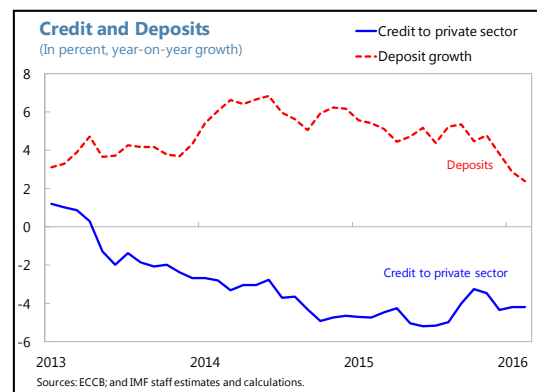 Credit and Deposits
(In percent, year-on-year growth)
Credit to private sector
Deposit growth
8
6
4
2
0
-2
-4
-6
Deposits
Credit to private sector
2013 2014 2015 2016
Sources: ECCB; and IMF staff estimates and calculations.